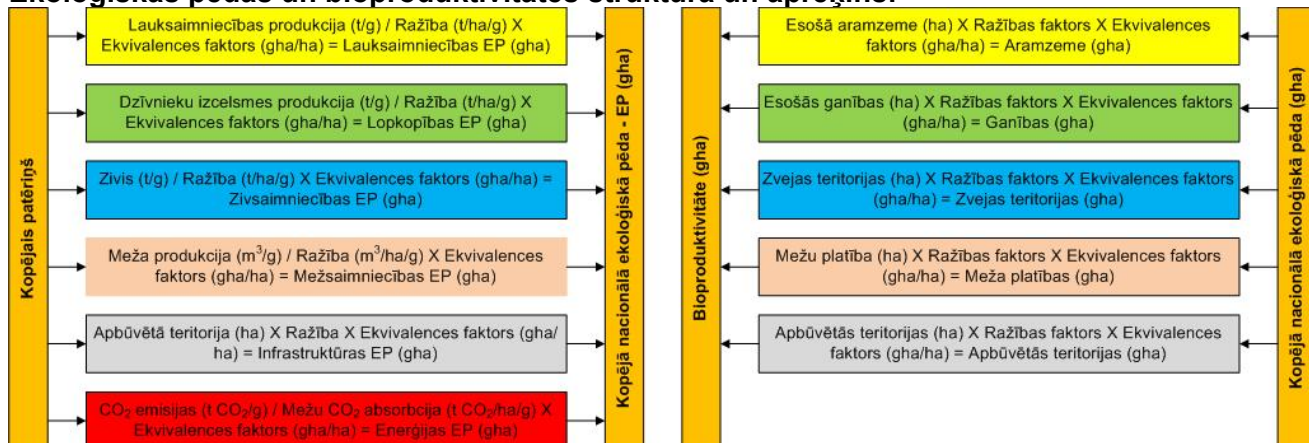 Ekoloģiskās pēdas un bioproduktivitātes struktūra un aprēķins.
Kopējais patēriņš
Lauksaimniecības produkcija (t/g) / Ražība (t/ha/g) X
Ekvivalences faktors (gha/ha) = Lauksaimniecības EP (gha)
Dzīvnieku izcelsmes produkcija (t/g) / Ražība (t/ha/g) X
Ekvivalences faktors (gha/ha) = Lopkopības EP (gha)
Zivis (t/g) / Ražība (t/ha/g) X Ekvivalences faktors (gha/ha) =
Zivsaimniecības EP (gha)
Meža produkcija (m³/g) / Ražība (m³/ha/g) X Ekvivalences
faktors (gha/ha) = Mežsaimniecības EP (gha)
Apbūvētā teritorija (ha) X Ražība X Ekvivalences faktors (gha/
ha) = Infrastruktūras EP (gha)
CO₂ emisijas (t CO₂/g) / Mežu CO₂ absorbcija (t CO₂/ha/g) X
Ekvivalences faktors (gha/ha) = Enerģijas EP (gha)
Kopējā nacionālā ekoloģiskā pēda - EP (gha)
Bioproduktivitāte (gha)
Esošā aramzeme (ha) X Ražības faktors X Ekvivalences
faktors (gha/ha) = Aramzeme (gha)
Esošās ganības (ha) X Ražības faktors X Ekvivalences faktors
(gha/ha) = Ganības (gha)
Zvejas teritorijas (ha) X Ražības faktors X Ekvivalences faktors
(gha/ha) = Zvejas teritorijas (gha)
Mežu platība (ha) X Ražības faktors X Ekvivalences faktors
(gha/ha) = Meža platības (gha)
Apbūvētās teritorijas (ha) X Ražības faktors X Ekvivalences
faktors (gha/ha) = Apbūvētās teritorijas (gha)
Kopējā nacionālā ekoloģiskā pēda (gha)